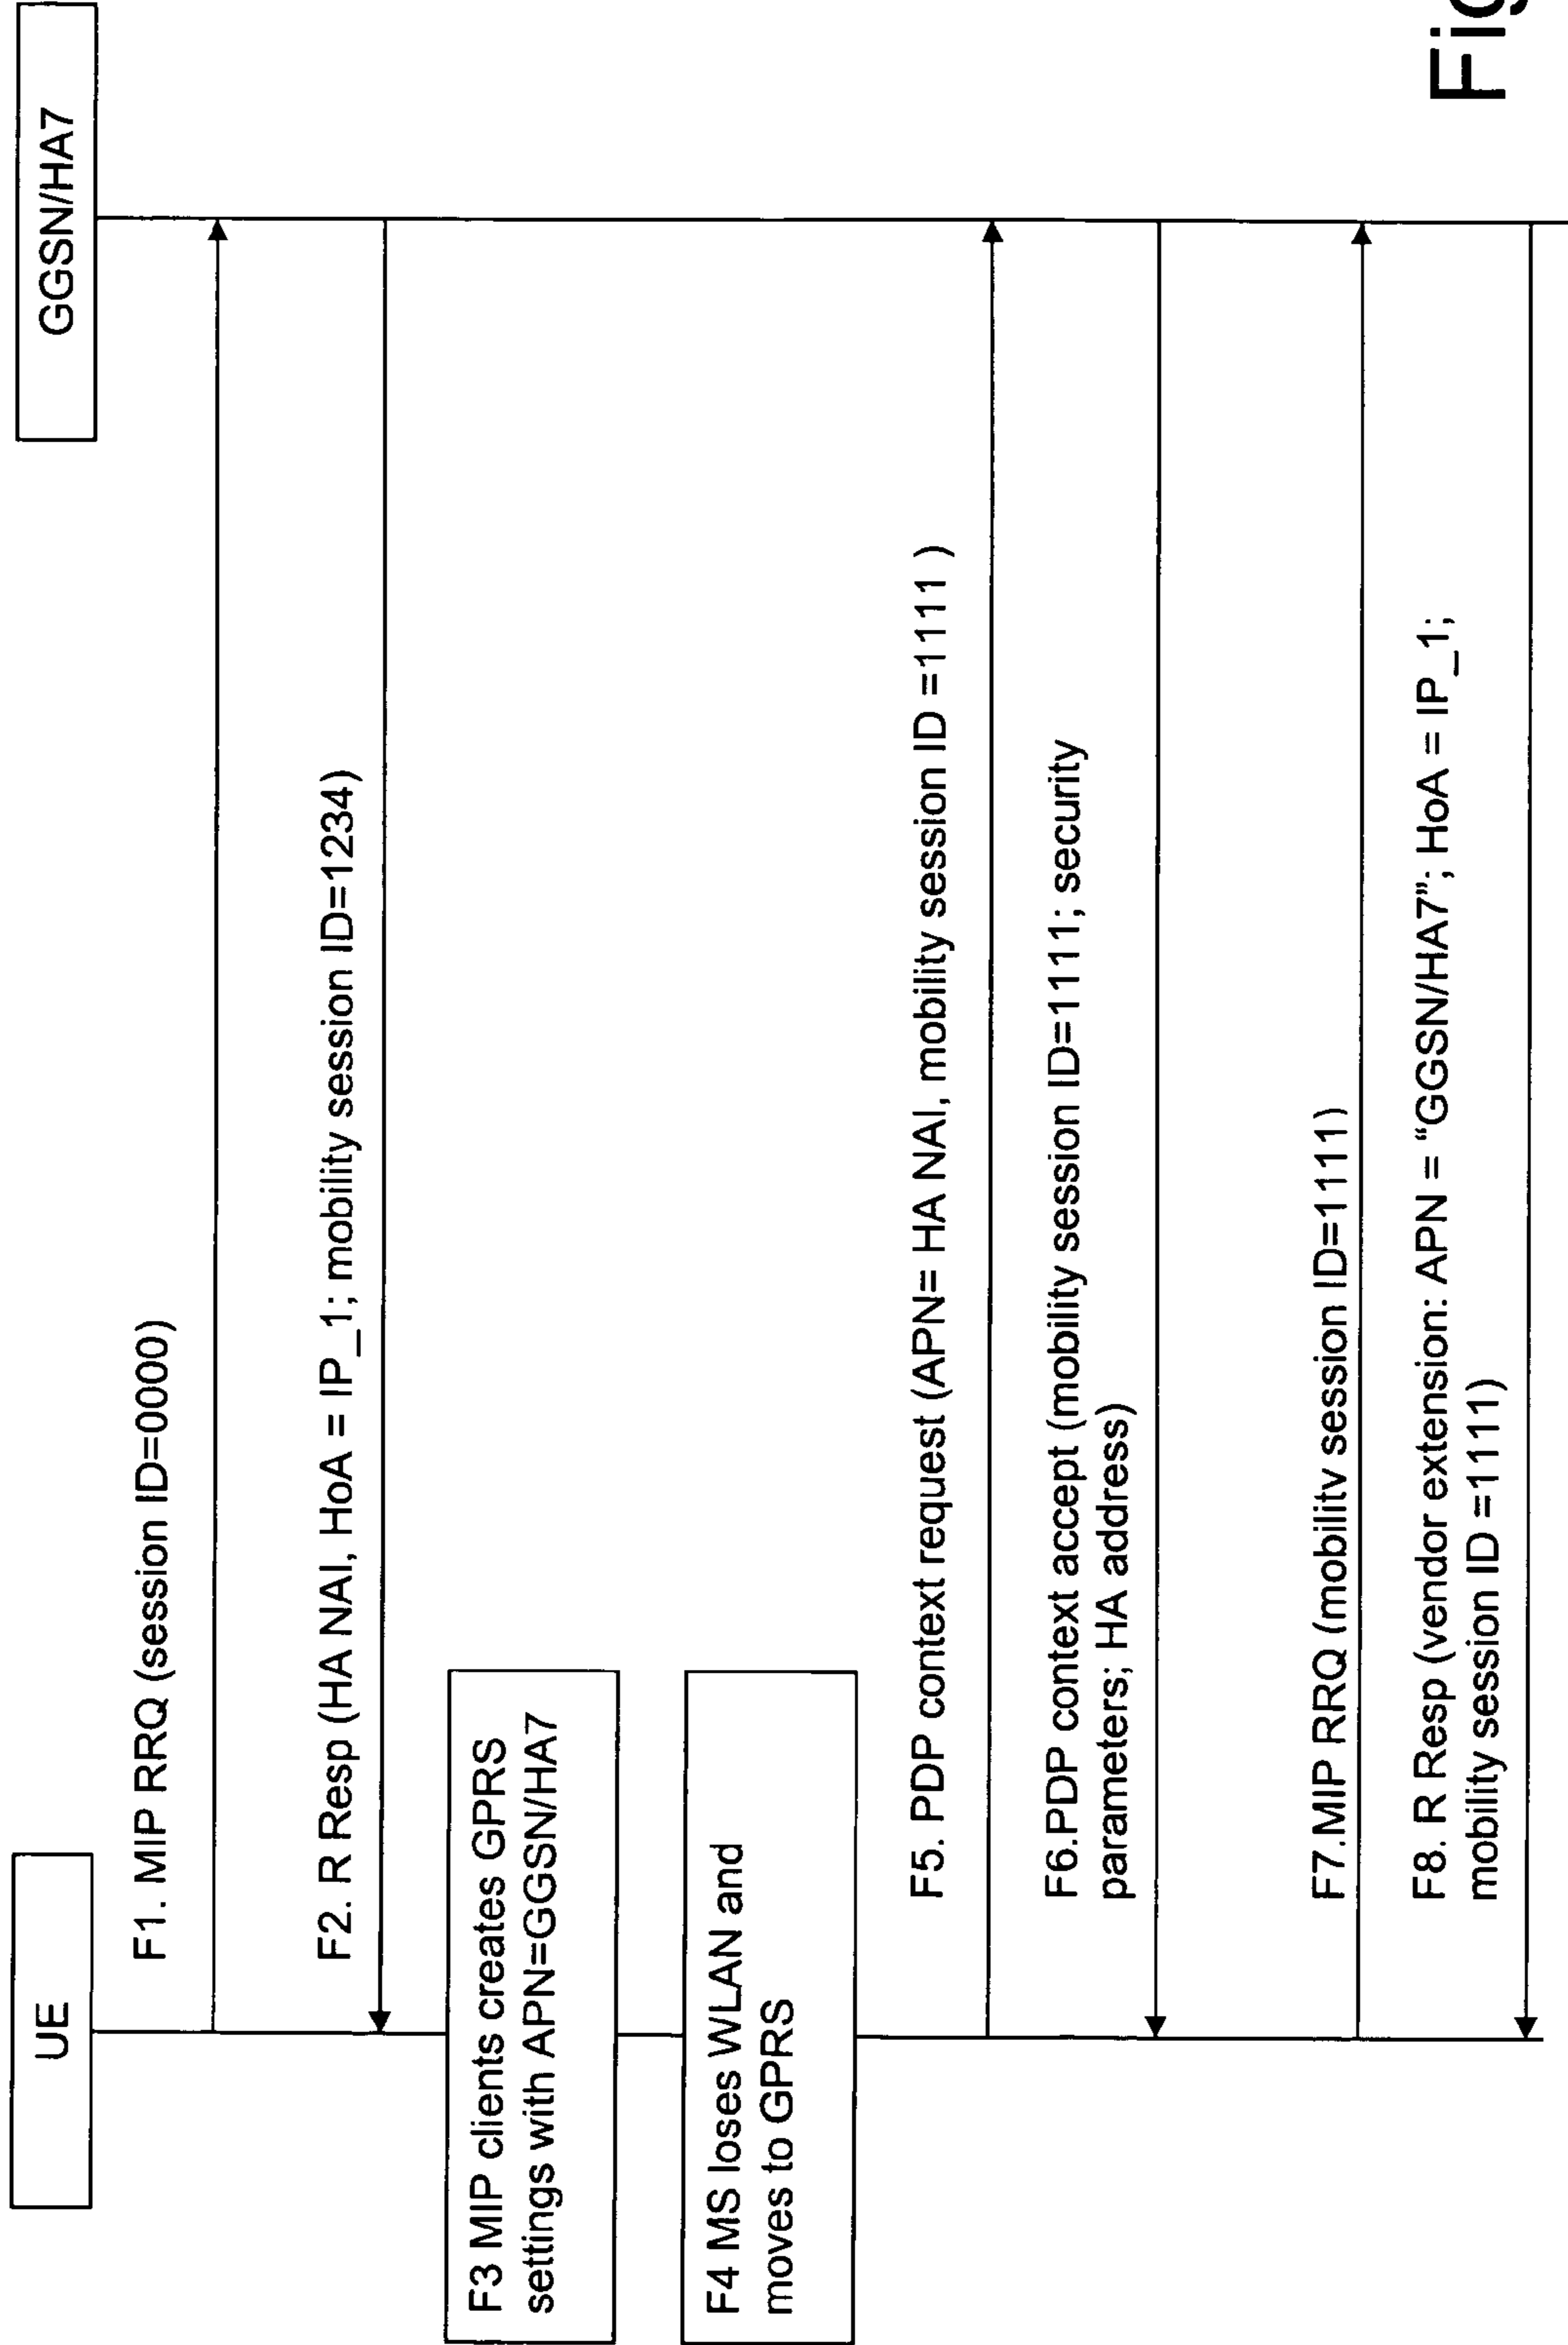 UE
GGSN/HA7
F1. MIP RRQ (session ID=0000)
F2. R Resp (HA NAI, HoA = IP_1; mobility session ID=1234)
F3 MIP clients creates GPRS
settings with APN=GGSN/HA7
F4 MS loses WLAN and
moves to GPRS
F5. PDP context request (APN= HA NAI, mobility session ID =1111 )
F6.PDP context accept (mobility session ID=1111; security
parameters; HA address)
F7.MIP RRQ (mobility session ID=1111)
F8. R Resp (vendor extension: APN = “GGSN/HA7”; HoA = IP_1;
mobility session ID =1111)
Fig